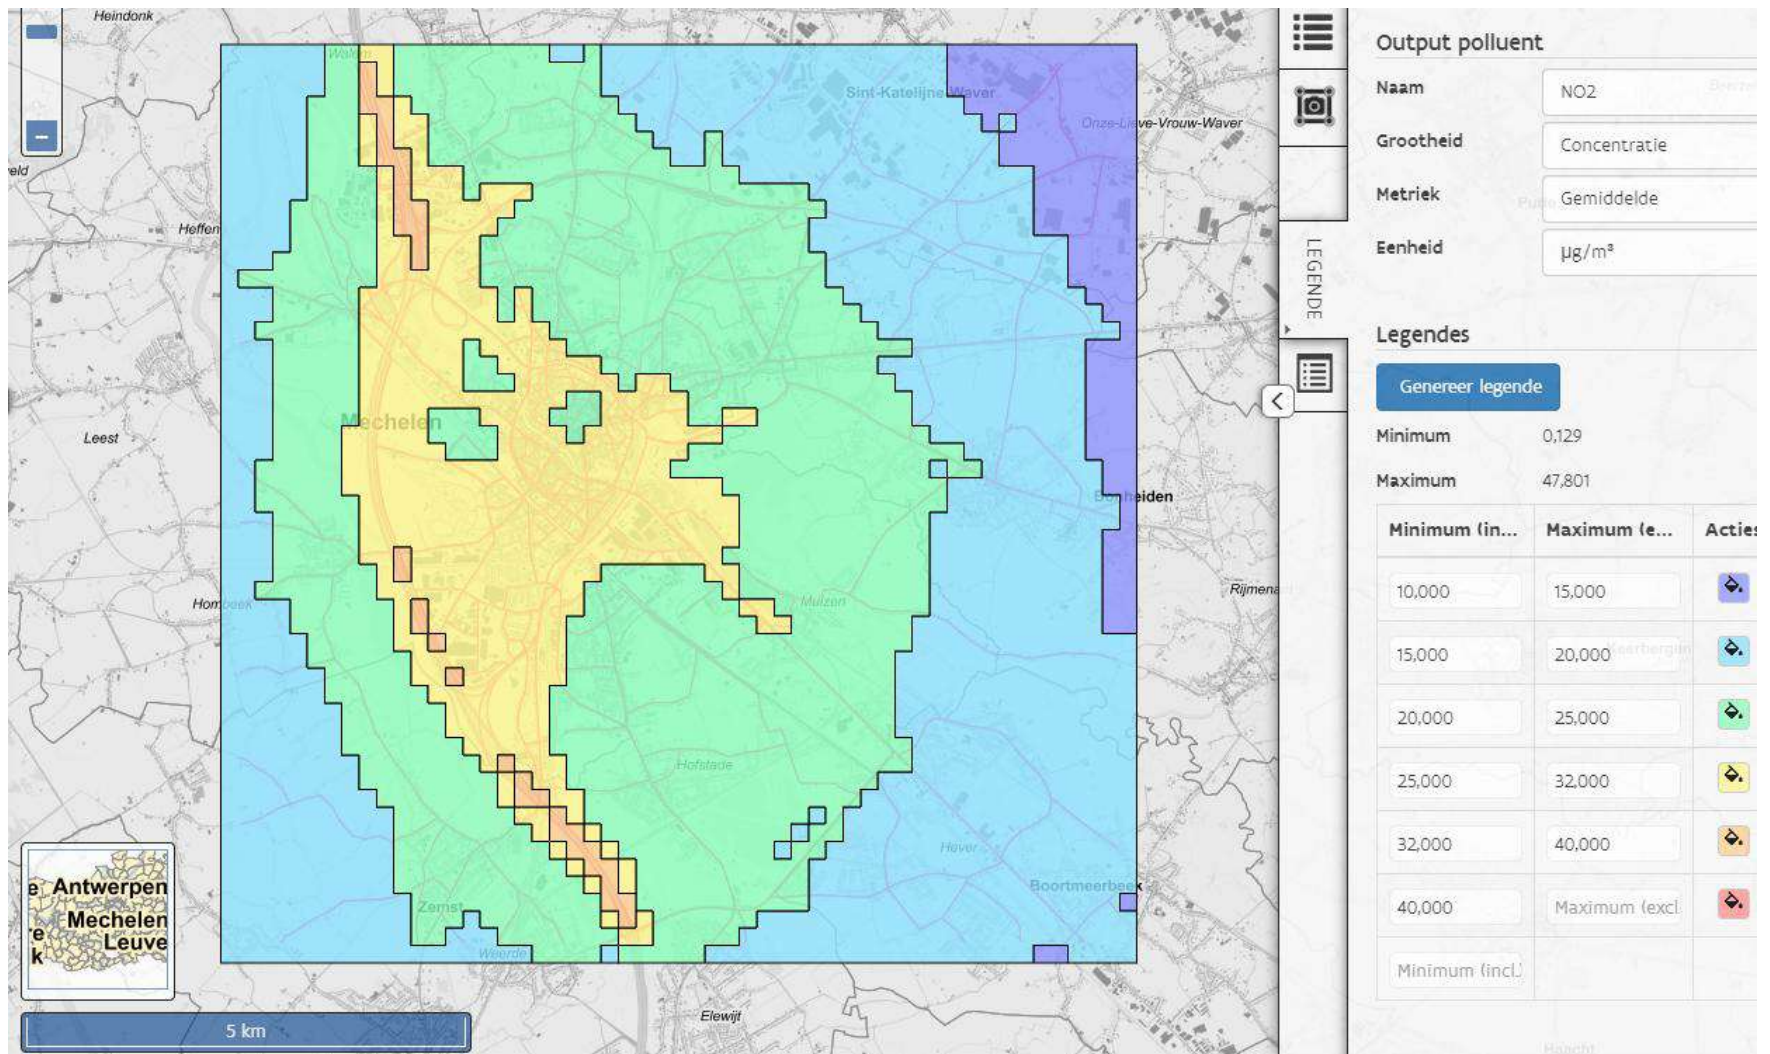 Heindonk
Walem
Sint-Katelijne-Waver
Onze-Lieve-Vrouw-Waver
eld
Heffen
Mechelen
Leest
Bonheiden
Hombeek
Muizen
Rijmena
Hofstade
Hever
Boortmeerbeek
Zemst
Weerde
Elewijt
e Antwerpen
Mechelen
e Leuve
k
5 km
LEGENDE
Output polluent
Naam NO2
Grootheid Concentratie
Metriek Gemiddelde
Eenheid µg/m³
Legendes
Genereer legende
Minimum 0,129
Maximum 47,801
Minimum (in... Maximum (e... Acties
10,000 15,000
15,000 20,000
20,000 25,000
25,000 32,000
32,000 40,000
40,000 Maximum (excl
Minimum (incl.)
Keerbergen
Haacht